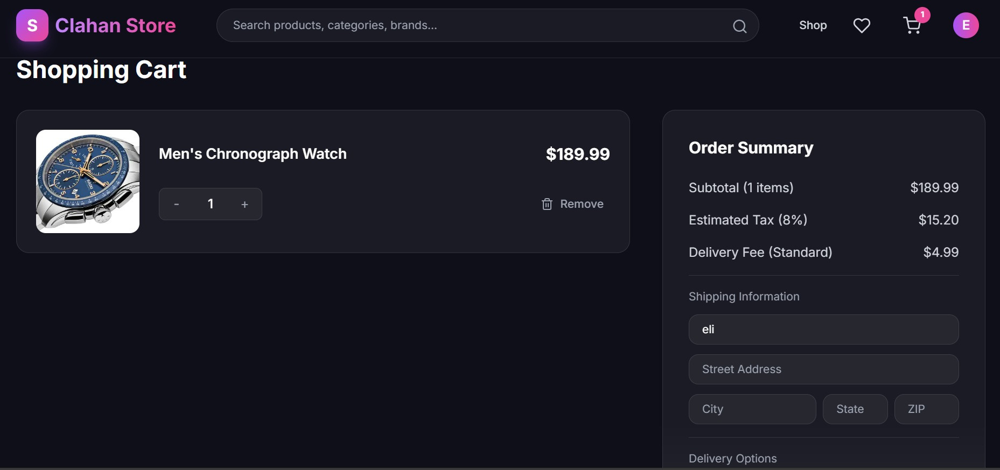 S Clahan Store
Search products, categories, brands...
Shop
1
E
Shopping Cart
Men's Chronograph Watch
$189.99
- 1 +
Remove
Order Summary
Subtotal (1 items) $189.99
Estimated Tax (8%) $15.20
Delivery Fee (Standard) $4.99
Shipping Information
eli
Street Address
City State ZIP
Delivery Options